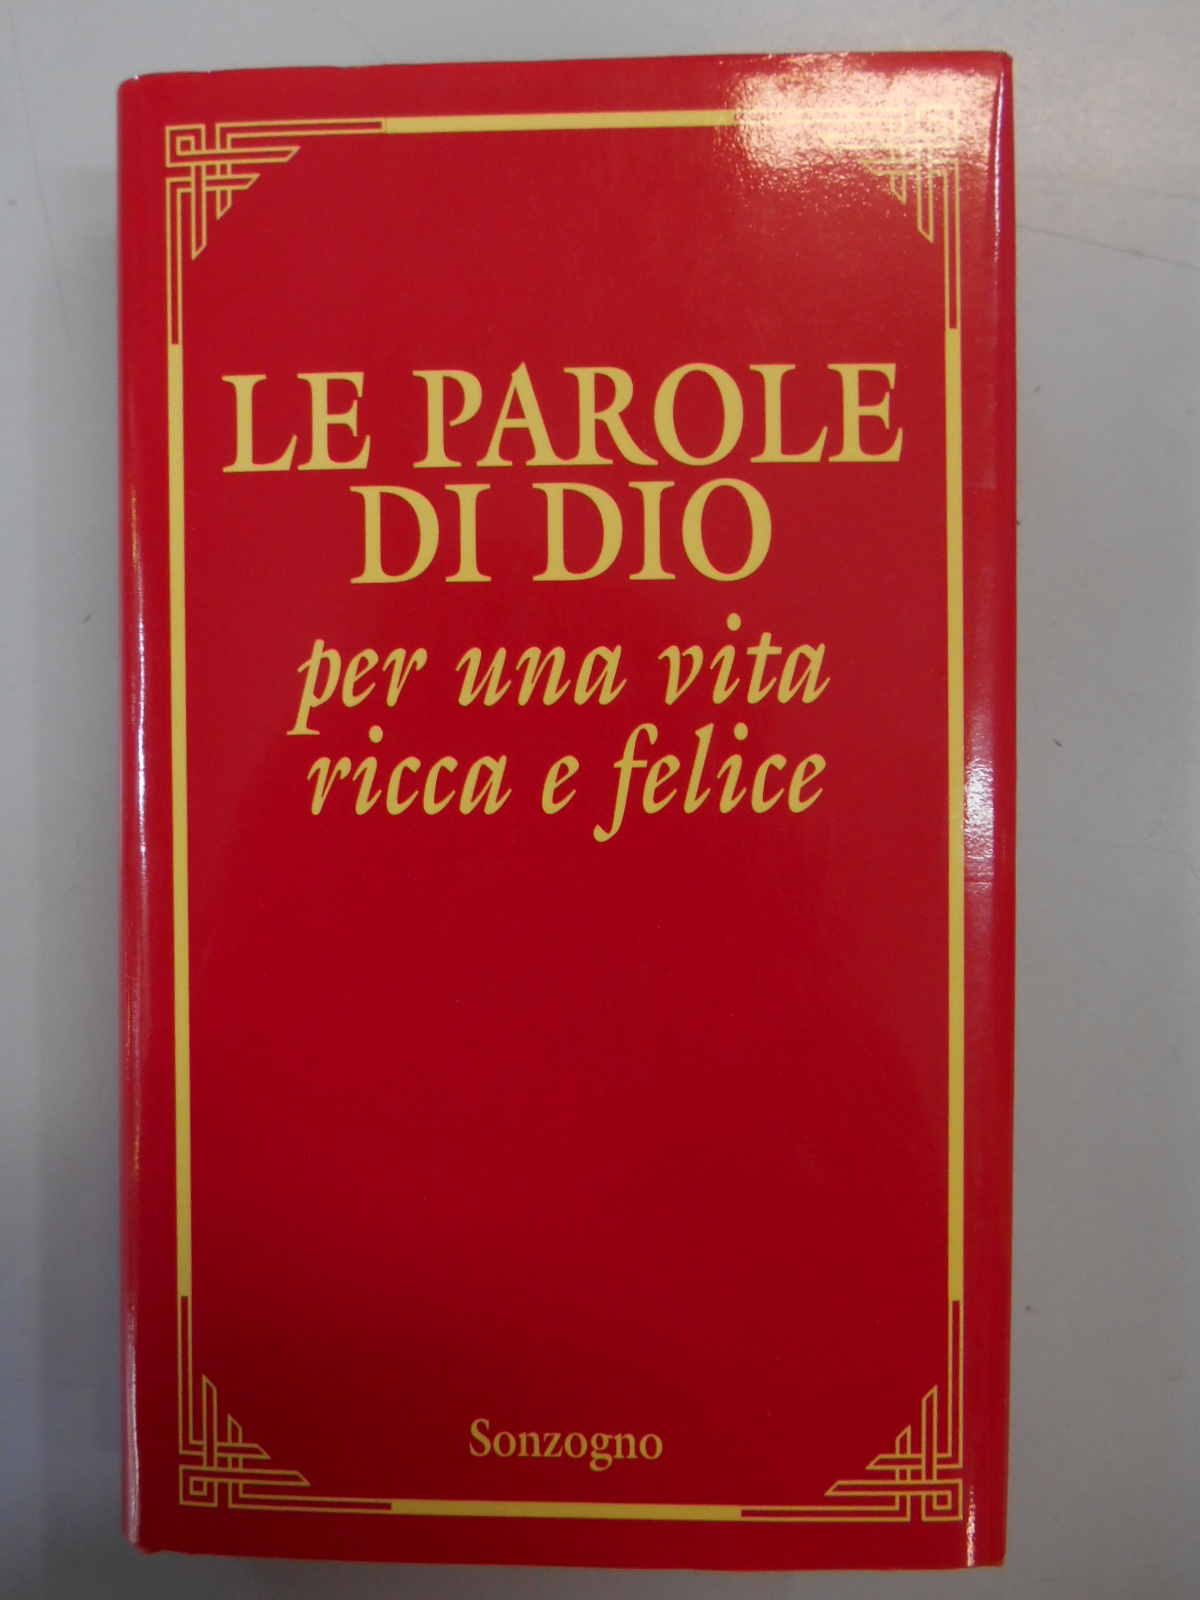 LE PAROLE
DI DIO
per una vita
ricca e felice
Sonzogno